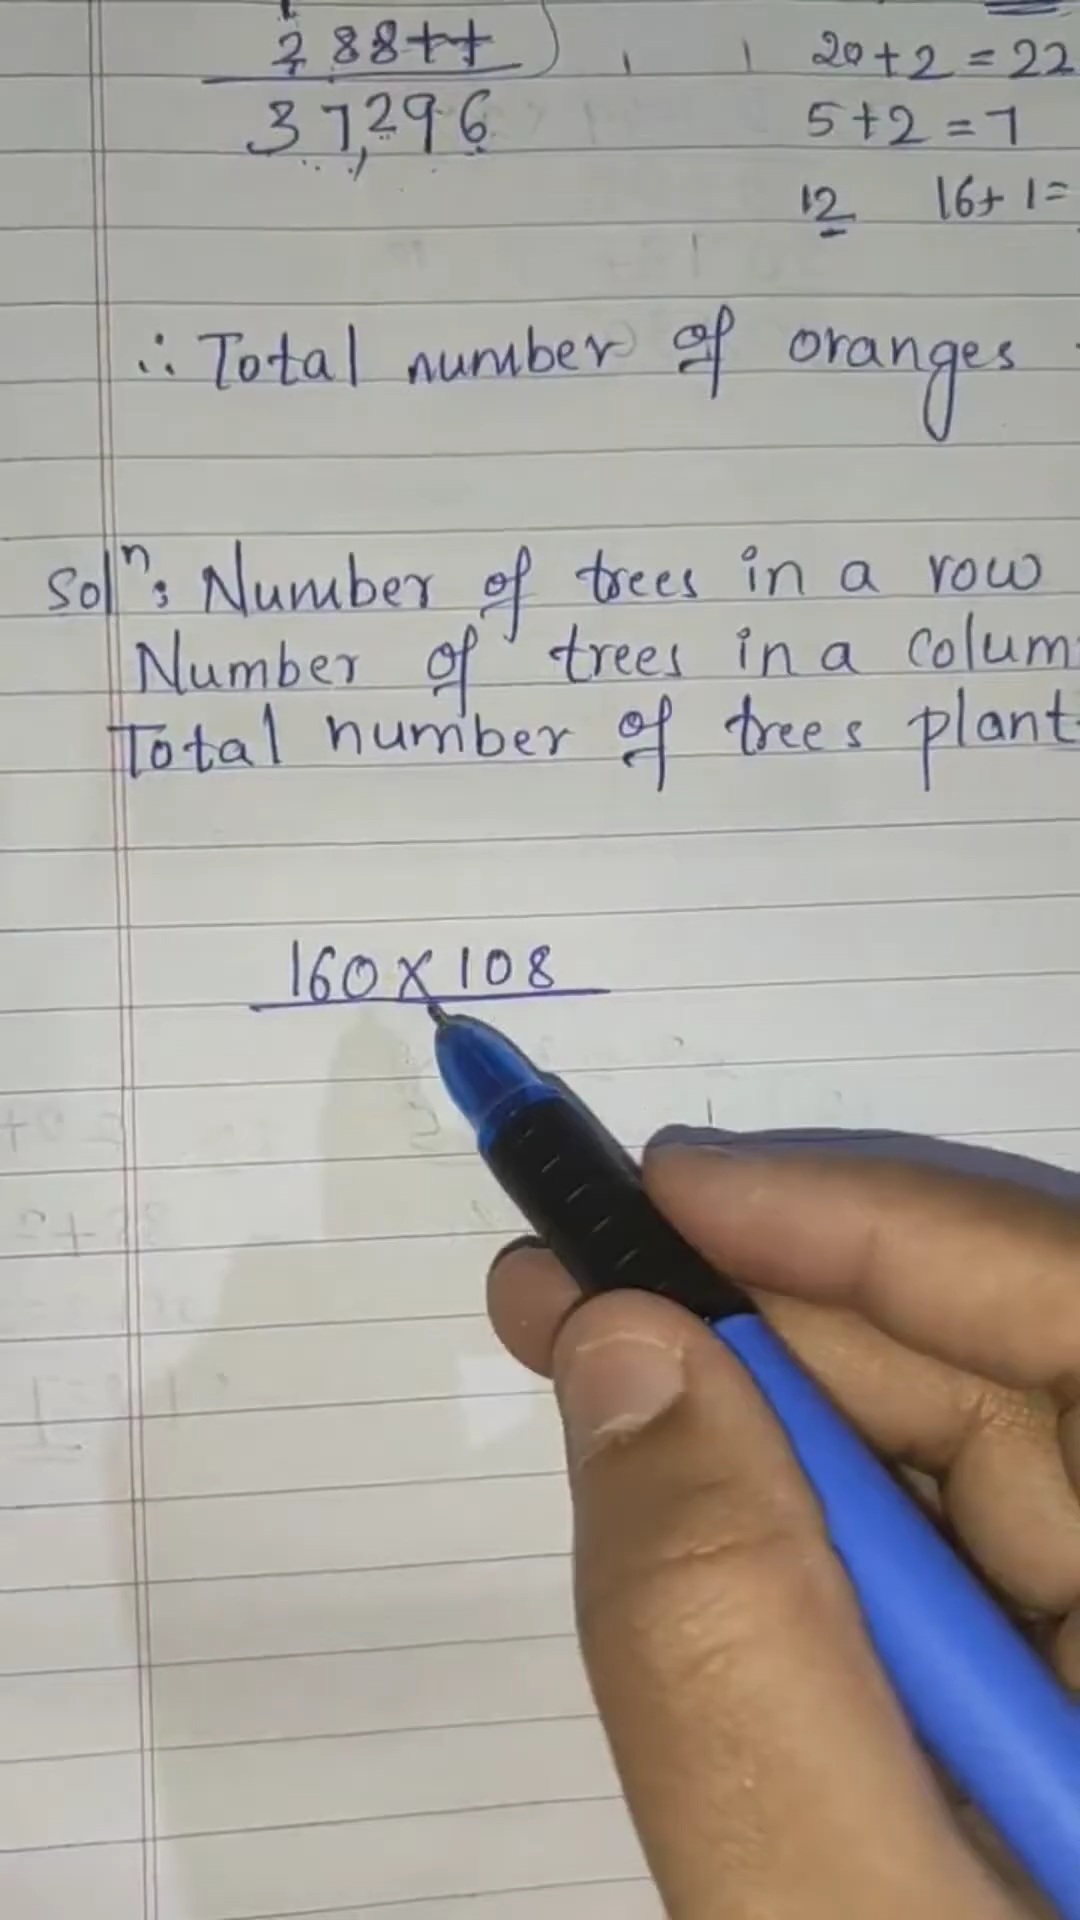 288++
20+2=22
37,296
5+2=7
12 16+1=
∴ Total number of oranges
Solⁿ: Number of trees in a row
Number of trees in a colum
Total number of trees plant
160×108